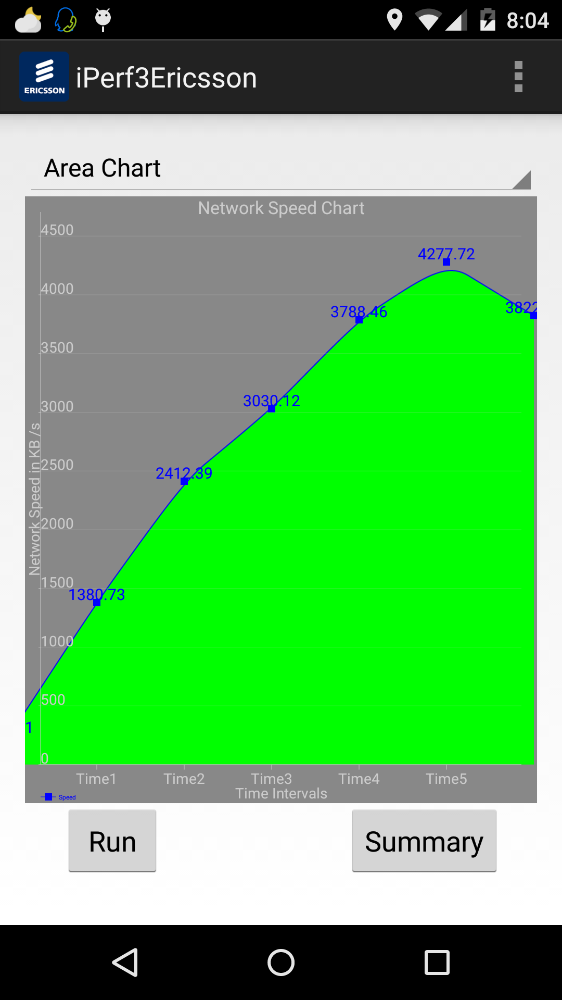 8:04
ERICSSON
iPerf3Ericsson
Area Chart
Network Speed Chart
4500
4277.72
4000
3822
3788.46
3500
3030.12
3000
Network Speed in KB /s
2500
2412.39
2000
1500
1380.73
1000
500
1
0
Time1 Time2 Time3 Time4 Time5
Time Intervals
Speed
Run Summary